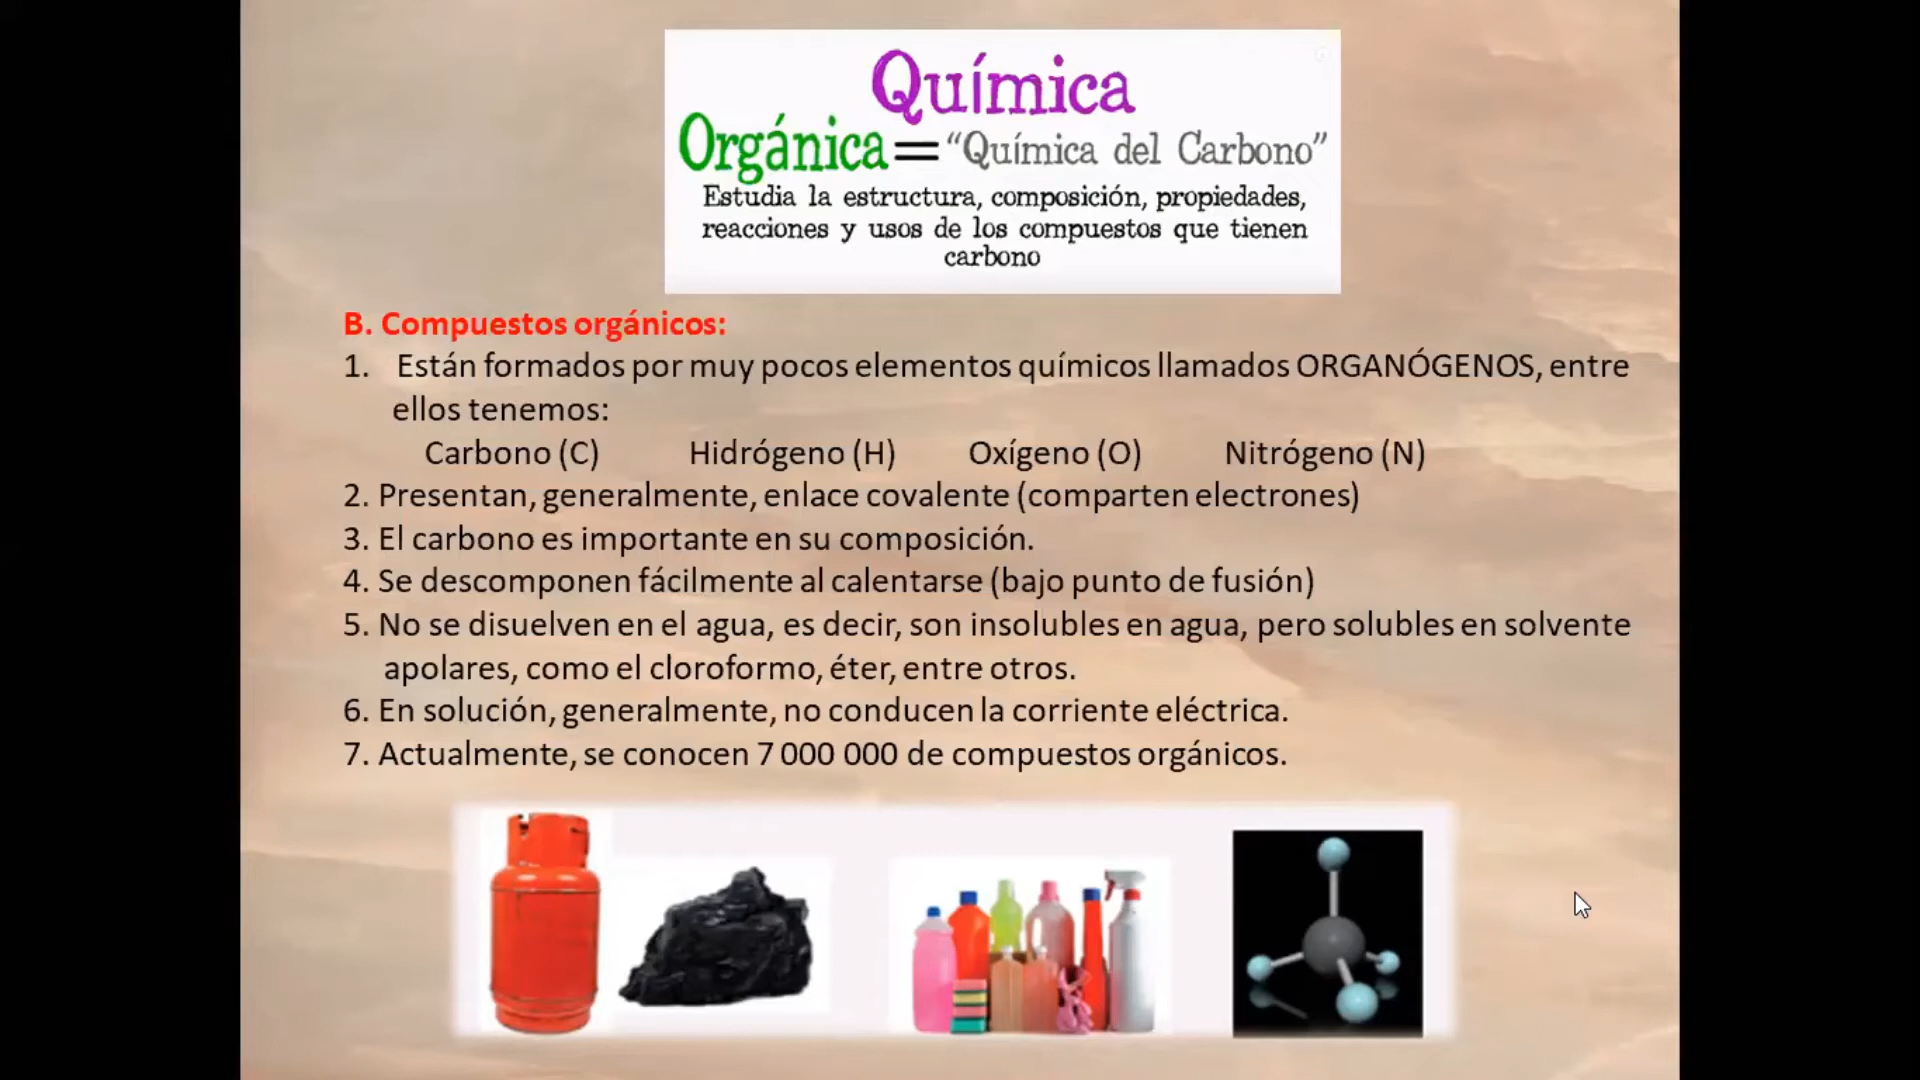 Química
Orgánica = “Química del Carbono”
Estudia la estructura, composición, propiedades,
reacciones y usos de los compuestos que tienen
carbono
B. Compuestos orgánicos:
1. Están formados por muy pocos elementos químicos llamados ORGANÓGENOS, entre
ellos tenemos:
Carbono (C) Hidrógeno (H) Oxígeno (O) Nitrógeno (N)
2. Presentan, generalmente, enlace covalente (comparten electrones)
3. El carbono es importante en su composición.
4. Se descomponen fácilmente al calentarse (bajo punto de fusión)
5. No se disuelven en el agua, es decir, son insolubles en agua, pero solubles en solvente
apolares, como el cloroformo, éter, entre otros.
6. En solución, generalmente, no conducen la corriente eléctrica.
7. Actualmente, se conocen 7 000 000 de compuestos orgánicos.